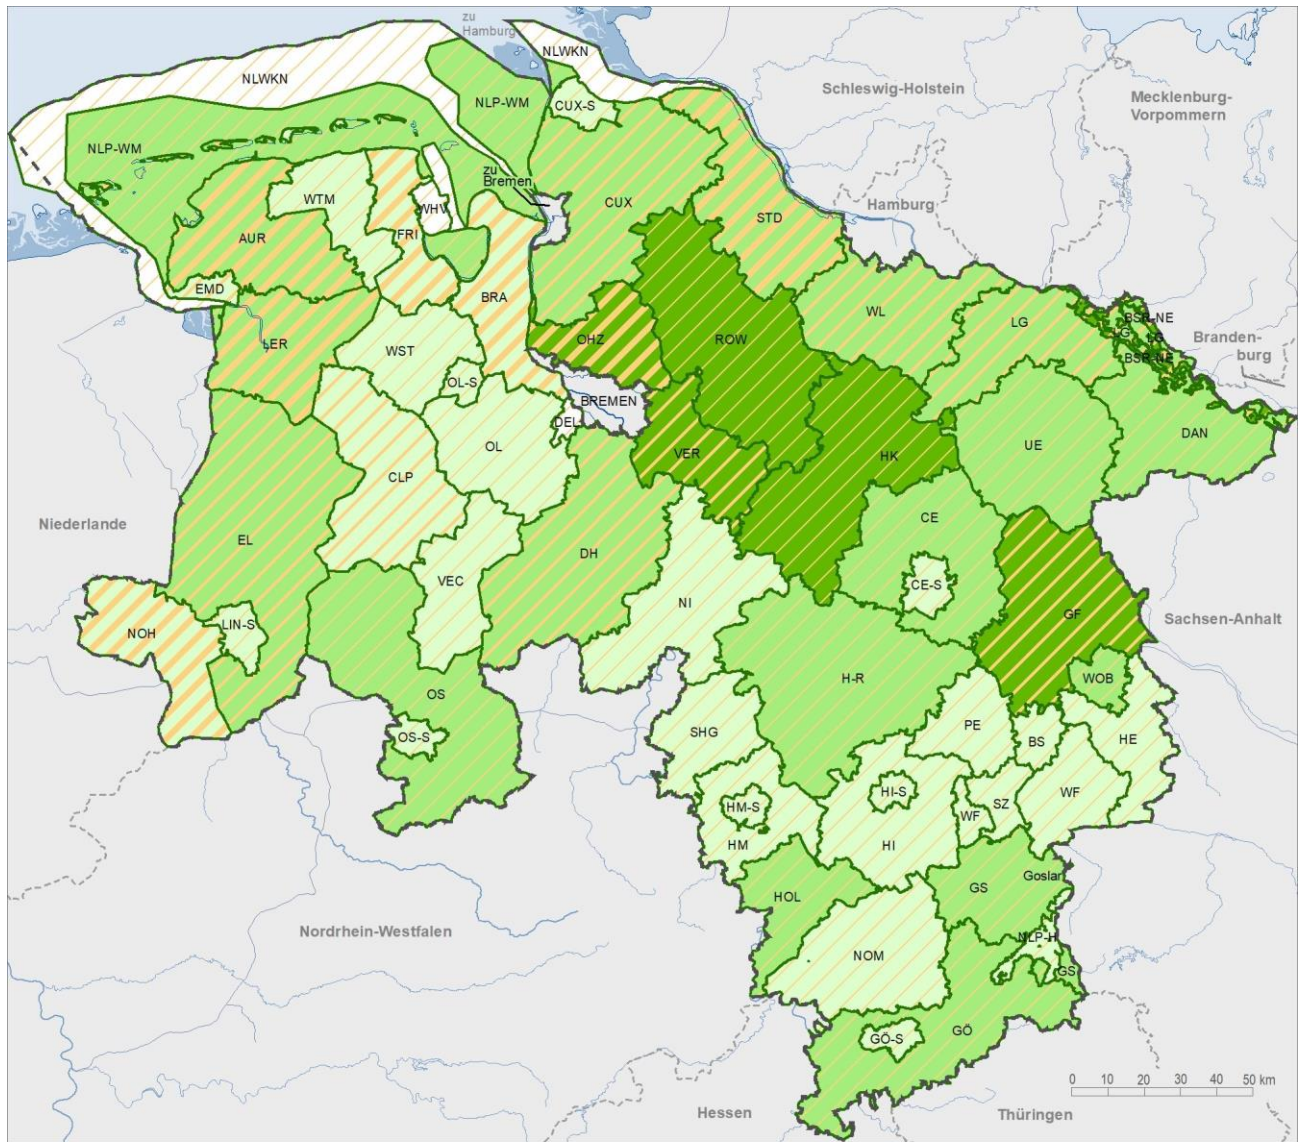 zu
Hamburg
NLWKN
NLWKN
Schleswig-Holstein
Mecklenburg-
Vorpommern
NLP-WM
CUX-S
NLP-WM
zu
Bremen
WTM
WHV
CUX
Hamburg
STD
AUR
FRI
EMD
BRA
BSR-NE
WL
LG
LG
LG
Branden-
burg
LER
OHZ
ROW
WST
BSR-NE
OL-S
BREMEN
DEL
DAN
OL
VER
HK
UE
CLP
Niederlande
CE
EL
DH
VEC
CE-S
NI
GF
Sachsen-Anhalt
LIN-S
NOH
H-R
WOB
OS
PE
SHG
BS
HE
OS-S
HI-S
WF
HM-S
SZ
WF
HM
HI
Goslar
GS
HOL
Nordrhein-Westfalen
NLP-H
NOM
GS
GÖ
GÖ-S
0 10 20 30 40 50 km
Hessen
Thüringen